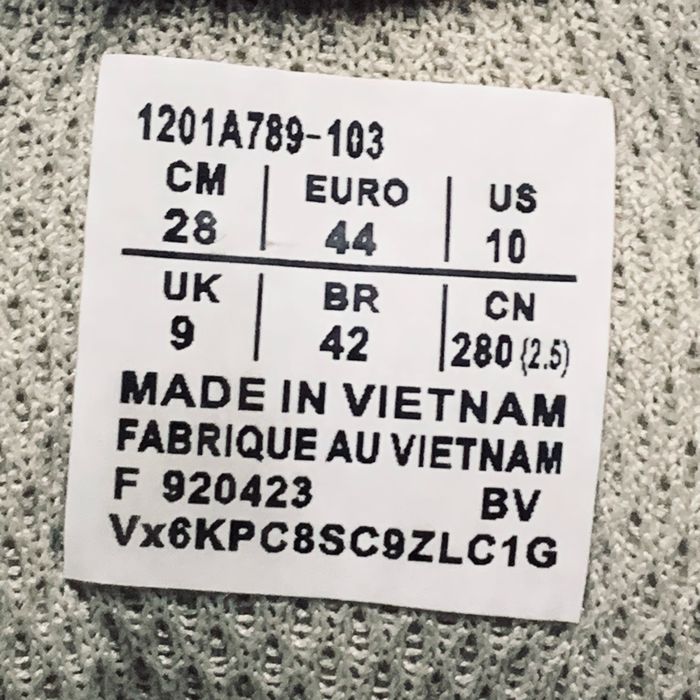 1201A789-103
CM EURO US
28 44 10
UK BR CN
9 42 280 (2.5)
MADE IN VIETNAM
FABRIQUE AU VIETNAM
F 920423 BV
Vx6KPC8SC9ZLC1G